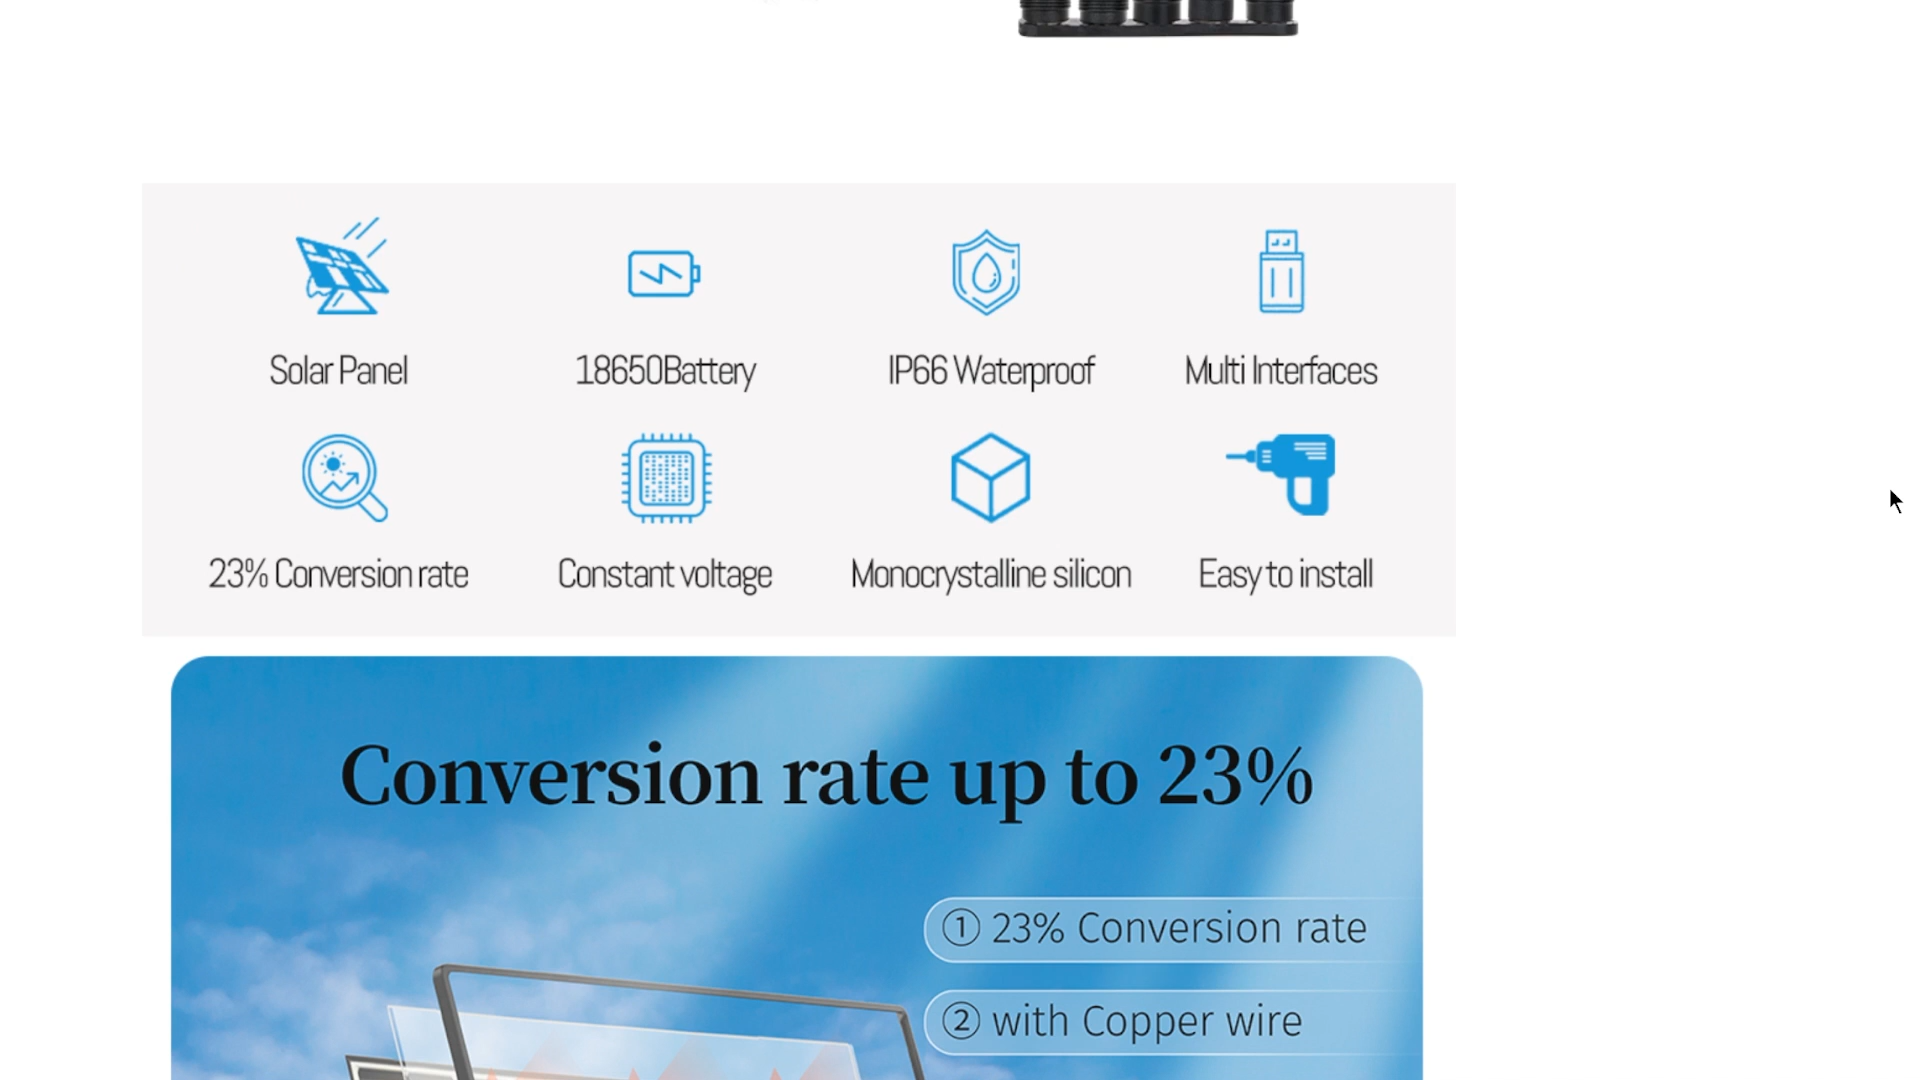 Solar Panel
18650Battery
IP66 Waterproof
Multi Interfaces
23% Conversion rate
Constant voltage
Monocrystalline silicon
Easy to install
Conversion rate up to 23%
① 23% Conversion rate
② with Copper wire